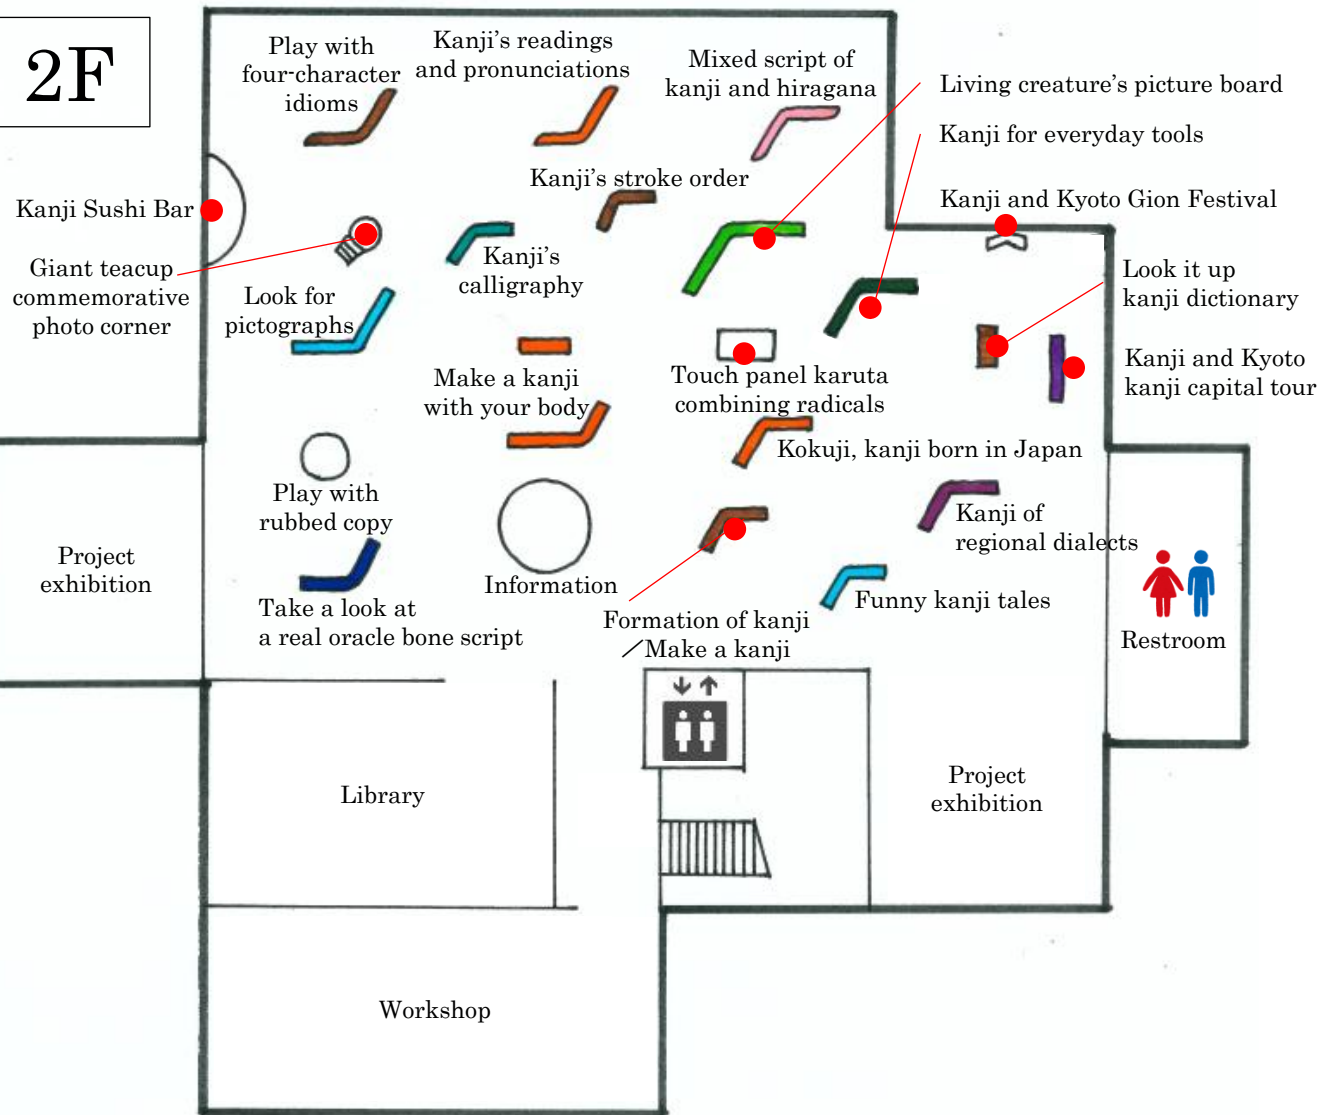 2F
Play with
four-character
idioms
Kanji's readings
and pronunciations
Mixed script of
kanji and hiragana
Living creature's picture board
Kanji for everyday tools
Kanji's stroke order
Kanji Sushi Bar
Kanji and Kyoto Gion Festival
Giant teacup
commemorative
photo corner
Kanji's
calligraphy
Look it up
kanji dictionary
Look for
pictographs
Make a kanji
with your body
Touch panel karuta
combining radicals
Kanji and Kyoto
kanji capital tour
Kokuji, kanji born in Japan
Play with
rubbed copy
Kanji of
regional dialects
Project
exhibition
Information
Take a look at
a real oracle bone script
Formation of kanji
／Make a kanji
Funny kanji tales
Restroom
Library
Project
exhibition
Workshop